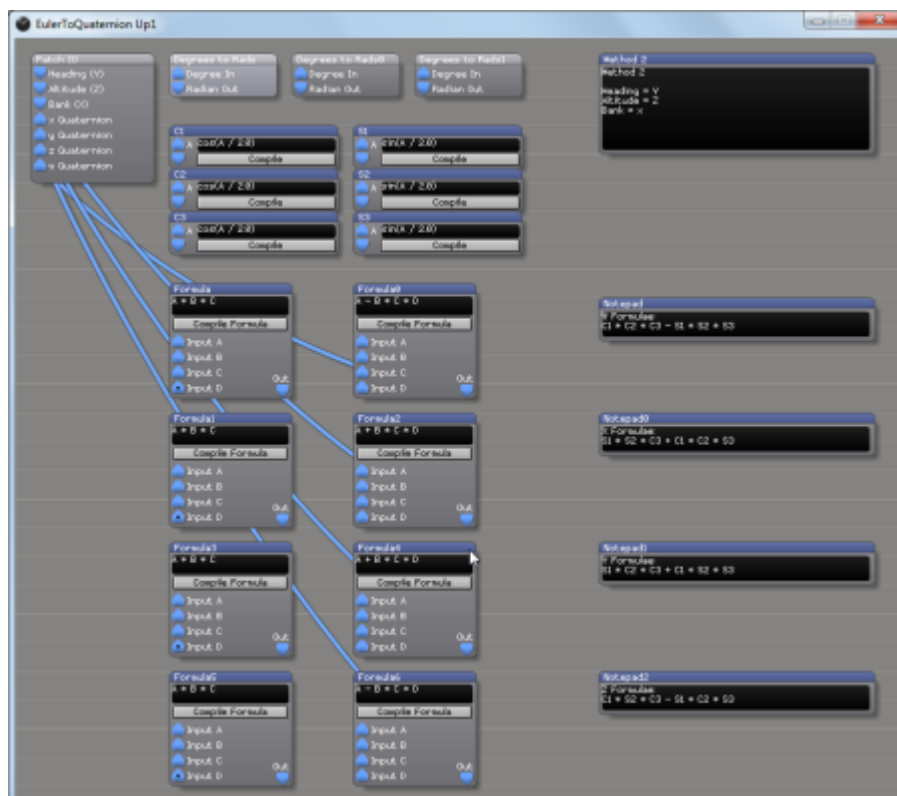 EulerToQuaternion Up1
Patch IO
Heading (Y)
Altitude (Z)
Bank (X)
x Quaternion
y Quaternion
z Quaternion
w Quaternion
Degrees to Rads
Degree In
Radian Out
Degrees to Rads0
Degree In
Radian Out
Degrees to Rads1
Degree In
Radian Out
Method 2
Method 2
Heading = Y
Altitude = Z
Bank = x
C1
A cos(A / 2.0)
Compile
S1
A sin(A / 2.0)
Compile
C2
A cos(A / 2.0)
Compile
S2
A sin(A / 2.0)
Compile
C3
A cos(A / 2.0)
Compile
S3
A sin(A / 2.0)
Compile
Formula
A * B * C
Compile Formula
Input A
Input B
Input C
Input D
Out
Formula0
A - B * C * D
Compile Formula
Input A
Input B
Input C
Input D
Out
Notepad
W Formulae
C1 * C2 * C3 - S1 * S2 * S3
Formula1
A * B * C
Compile Formula
Input A
Input B
Input C
Input D
Out
Formula2
A + B * C * D
Compile Formula
Input A
Input B
Input C
Input D
Out
Notepad0
X Formulae
S1 * S2 * C3 + C1 * C2 * S3
Formula3
A * B * C
Compile Formula
Input A
Input B
Input C
Input D
Out
Formula4
A + B * C * D
Compile Formula
Input A
Input B
Input C
Input D
Out
Notepad1
Y Formulae
S1 * C2 * C3 + C1 * S2 * S3
Formula5
A * B * C
Compile Formula
Input A
Input B
Input C
Input D
Out
Formula6
A - B * C * D
Compile Formula
Input A
Input B
Input C
Input D
Out
Notepad2
Z Formulae
C1 * S2 * C3 - S1 * C2 * S3